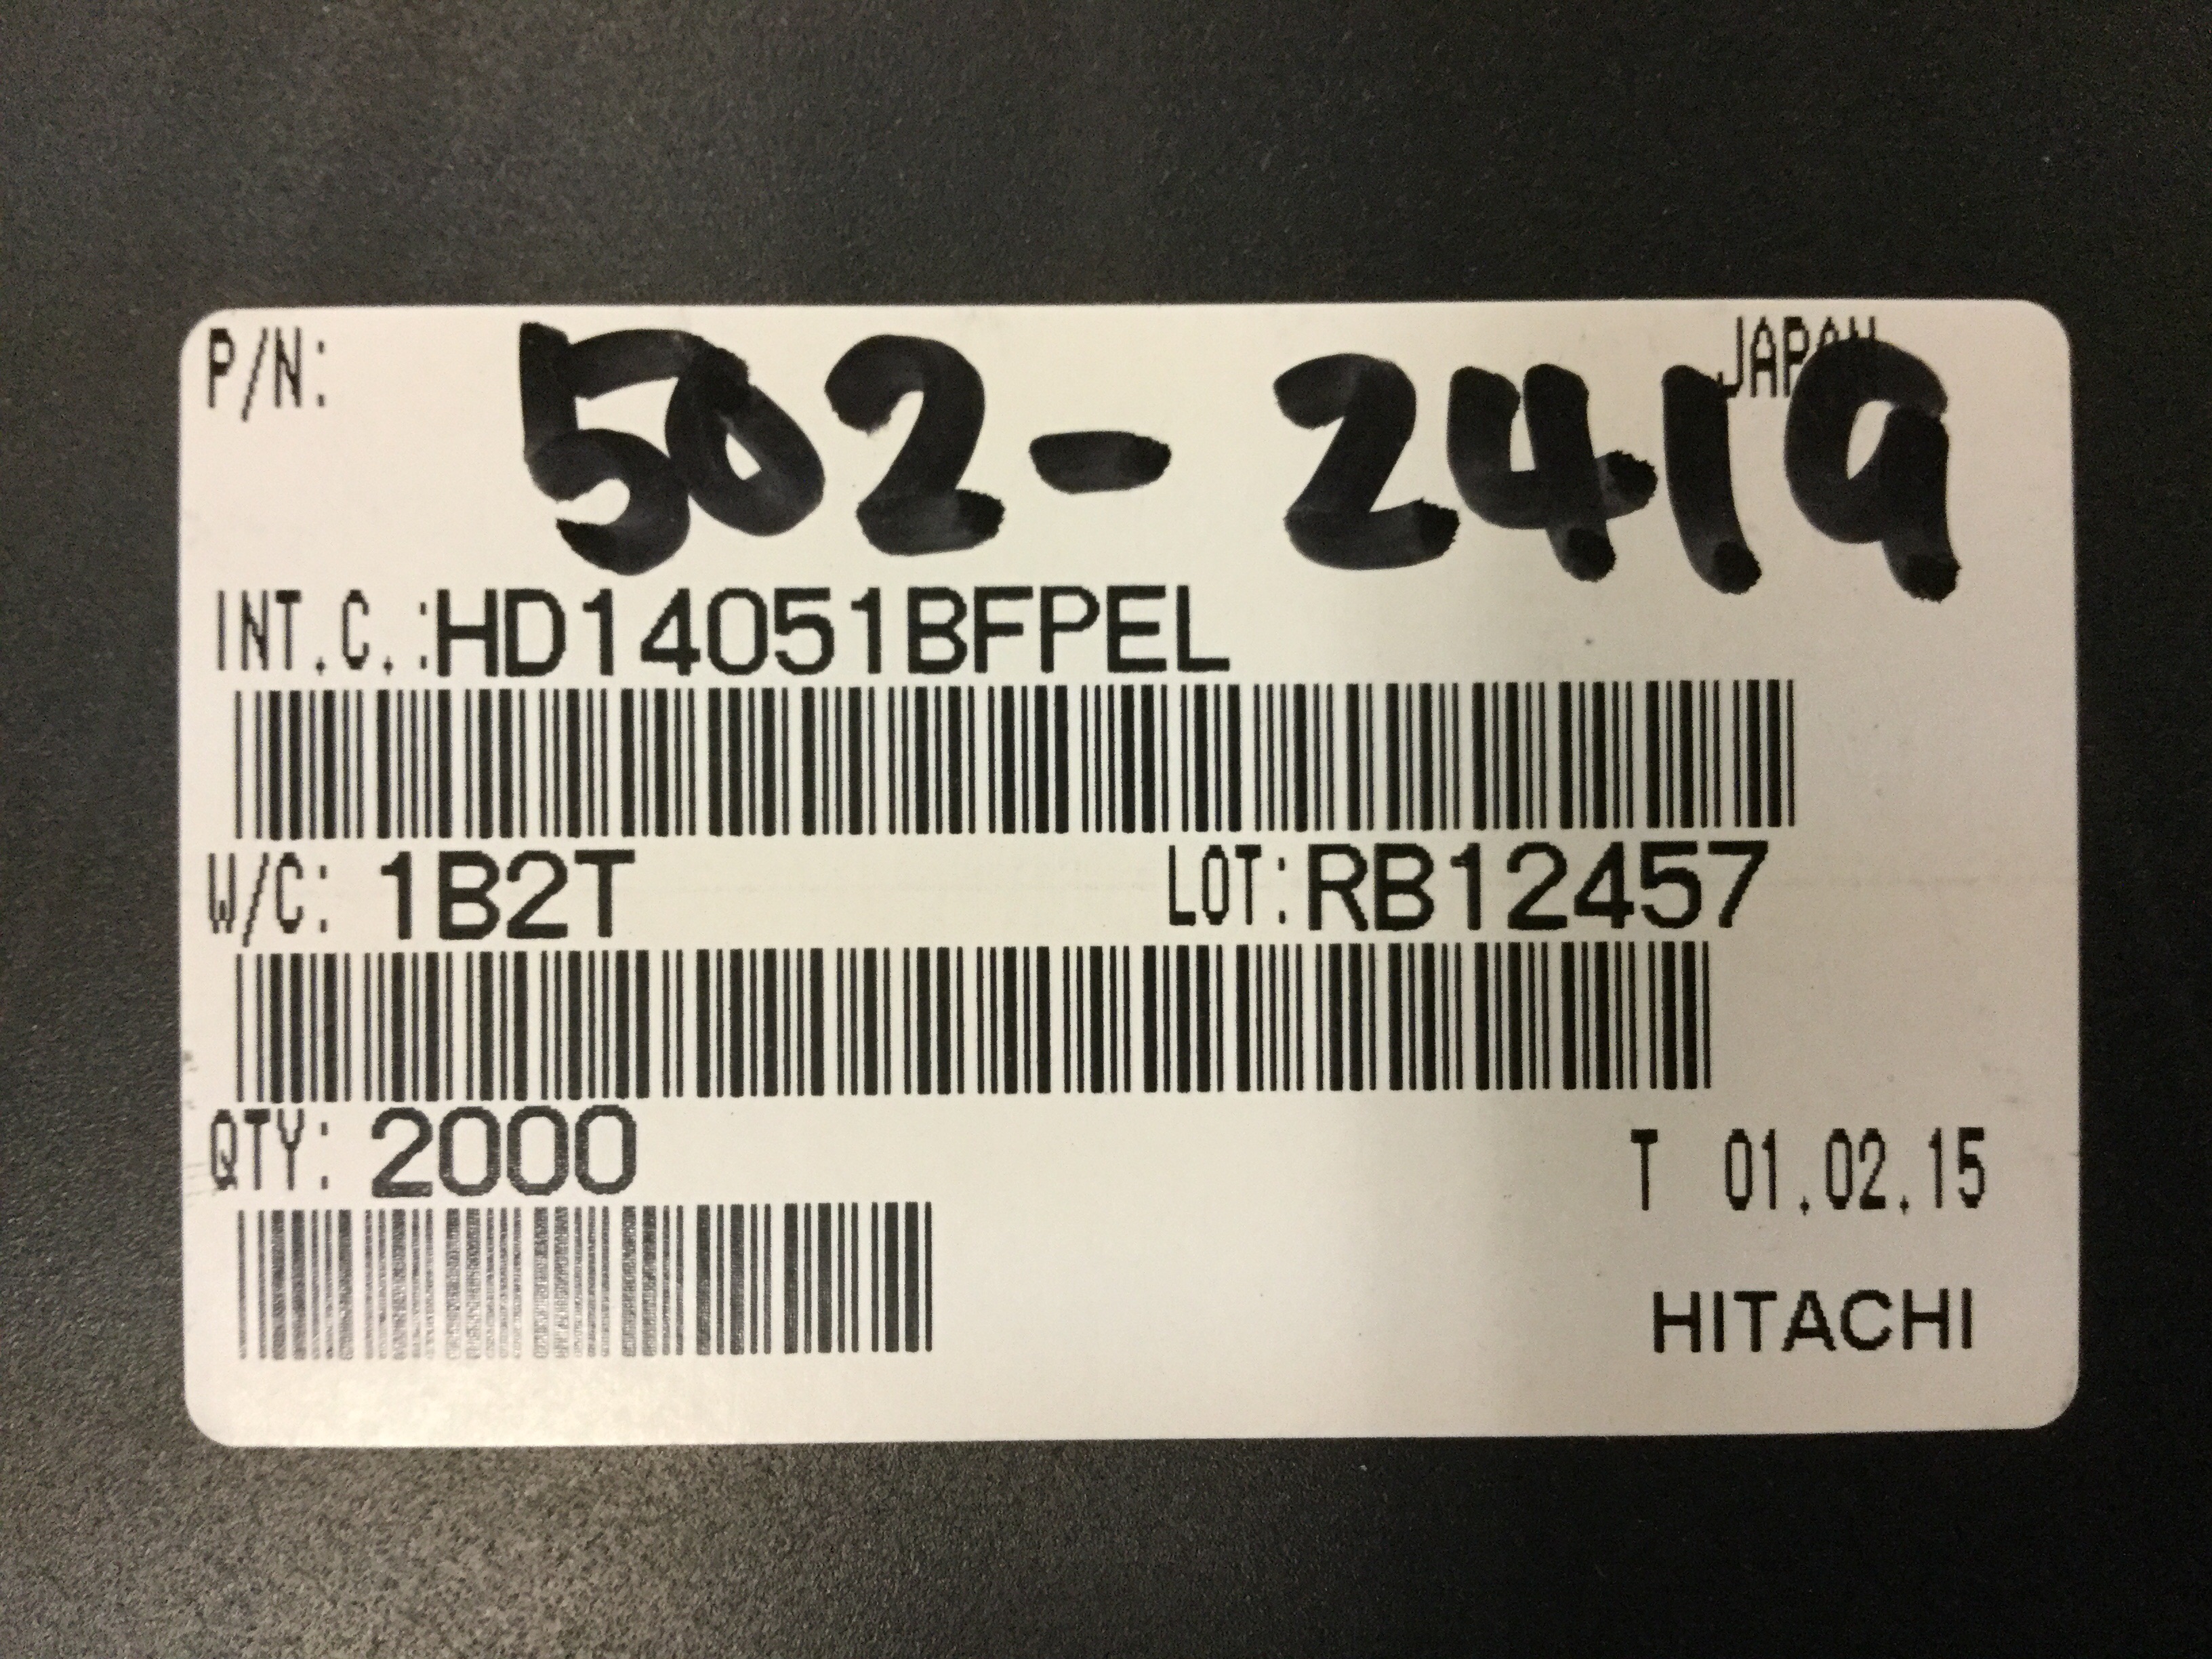 P/N: 502-2419 JAPAN
INT.C.:HD14051BFPEL
W/C: 1B2T LOT:RB12457
QTY: 2000
T 01.02.15
HITACHI